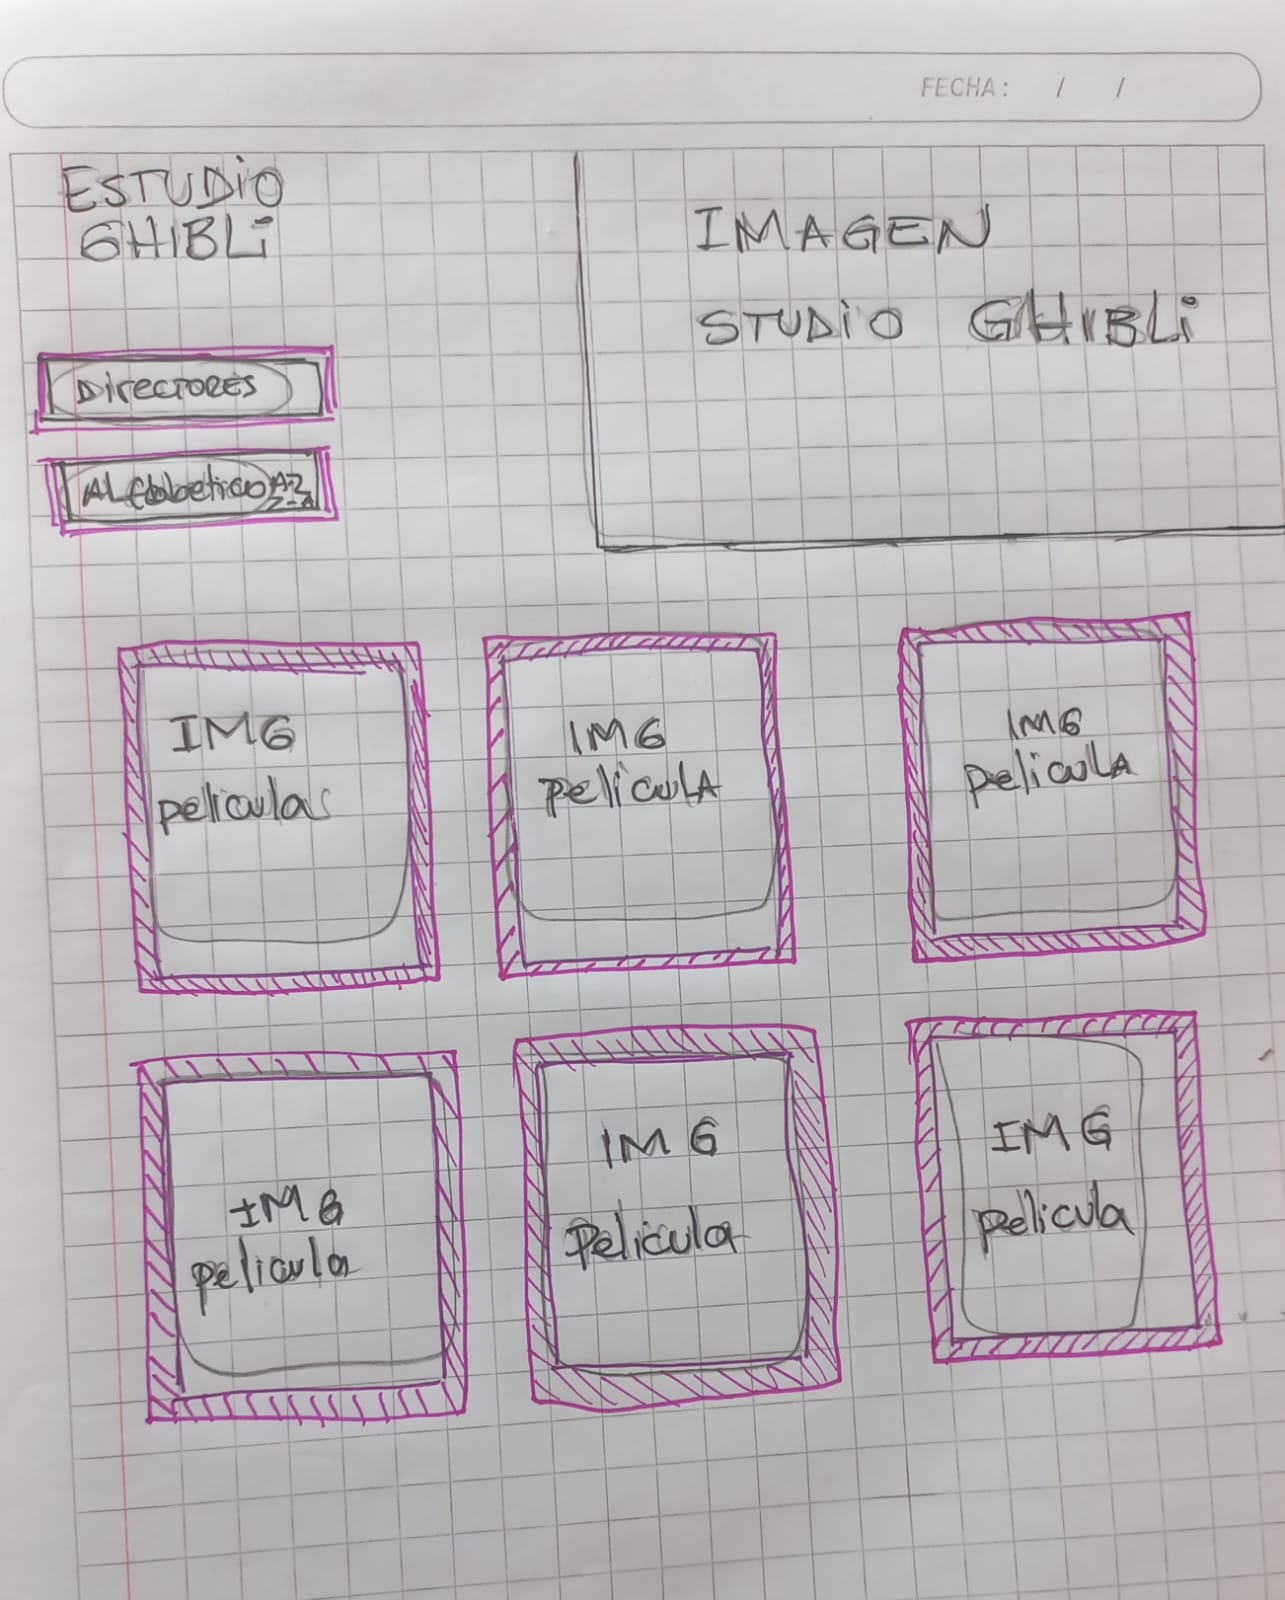 FECHA: / /
ESTUDIO
GHIBLi
IMAGEN
STUDIO GHIBLi
DirecTORES
ALfabetico A-Z
Z-A
IMG
peliculas
IMG
pelicULA
IMG
pelicULA
IMG
pelicula
IMG
Pelicula
IMG
pelicula